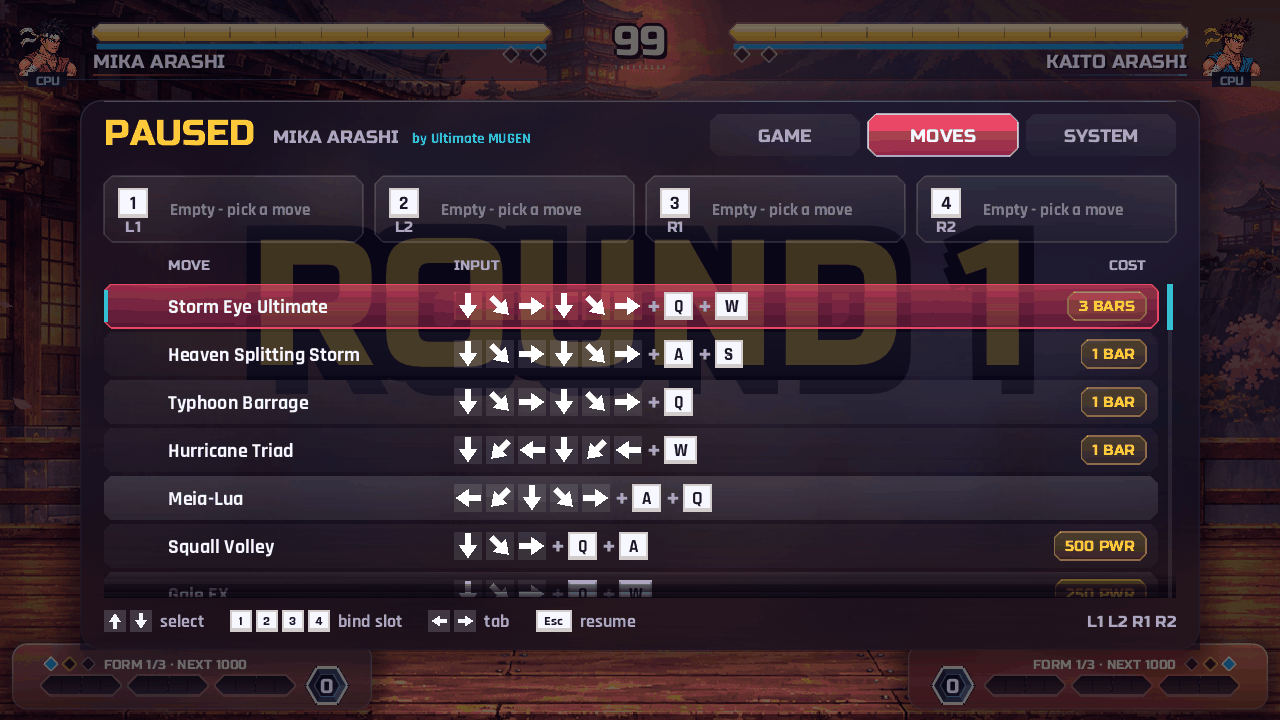 99
MIKA ARASHI
KAITO ARASHI
CPU
CPU
PAUSED MIKA ARASHI by Ultimate MUGEN
GAME MOVES SYSTEM
1 L1 Empty - pick a move
2 L2 Empty - pick a move
3 R1 Empty - pick a move
4 R2 Empty - pick a move
ROUND 1
MOVE INPUT COST
Storm Eye Ultimate ↓ ↘ → ↓ ↘ → + Q + W 3 BARS
Heaven Splitting Storm ↓ ↘ → ↓ ↘ → + A + S 1 BAR
Typhoon Barrage ↓ ↘ → ↓ ↘ → + Q 1 BAR
Hurricane Triad ↓ ↙ ← ↓ ↙ ← + W 1 BAR
Meia-Lua ← ↙ ↓ ↘ → + A + Q
Squall Volley ↓ ↘ → + Q + A 500 PWR
Gale EX ↓ ↘ → + Q + W 250 PWR
↑ ↓ select 1 2 3 4 bind slot ← → tab Esc resume L1 L2 R1 R2
FORM 1/3 · NEXT 1000
0
FORM 1/3 · NEXT 1000
0